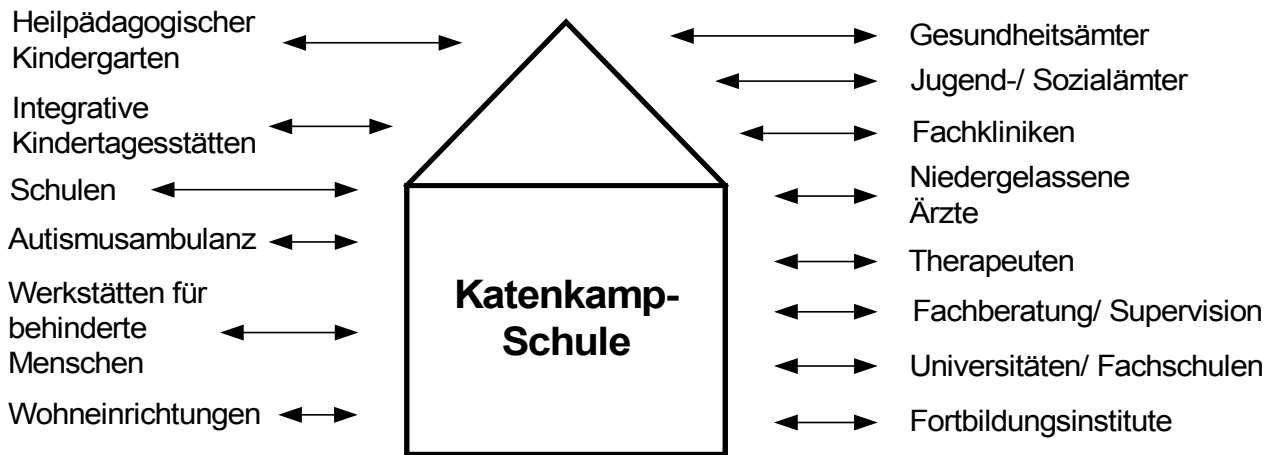 Heilpädagogischer
Kindergarten
Integrative
Kindertagesstätten
Schulen
Autismusambulanz
Werkstätten für
behinderte
Menschen
Wohneinrichtungen
Katenkamp-
Schule
Gesundheitsämter
Jugend-/ Sozialämter
Fachkliniken
Niedergelassene
Ärzte
Therapeuten
Fachberatung/ Supervision
Universitäten/ Fachschulen
Fortbildungsinstitute